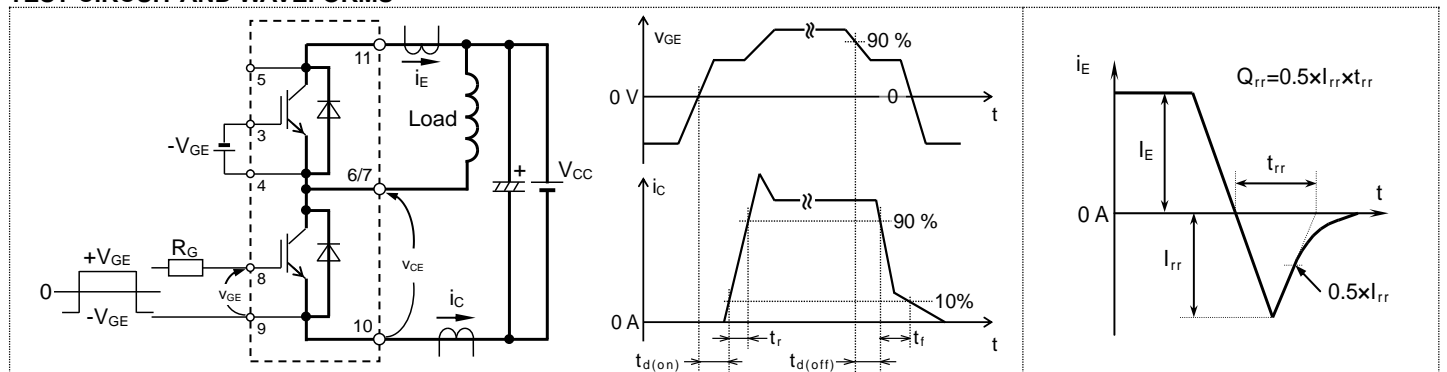 TEST CIRCUIT AND WAVEFORMS
11
iE
5
3
-VGE
4
Load
6/7
+
VCC
+VGE
0
-VGE
RG
vGE
8
9
vCE
iC
10
vGE
90 %
0 V
0
t
iC
90 %
10%
0 A
tr
tf
t
td(on)
td(off)
iE
Qrr=0.5×Irr×trr
IE
trr
t
0 A
Irr
0.5×Irr